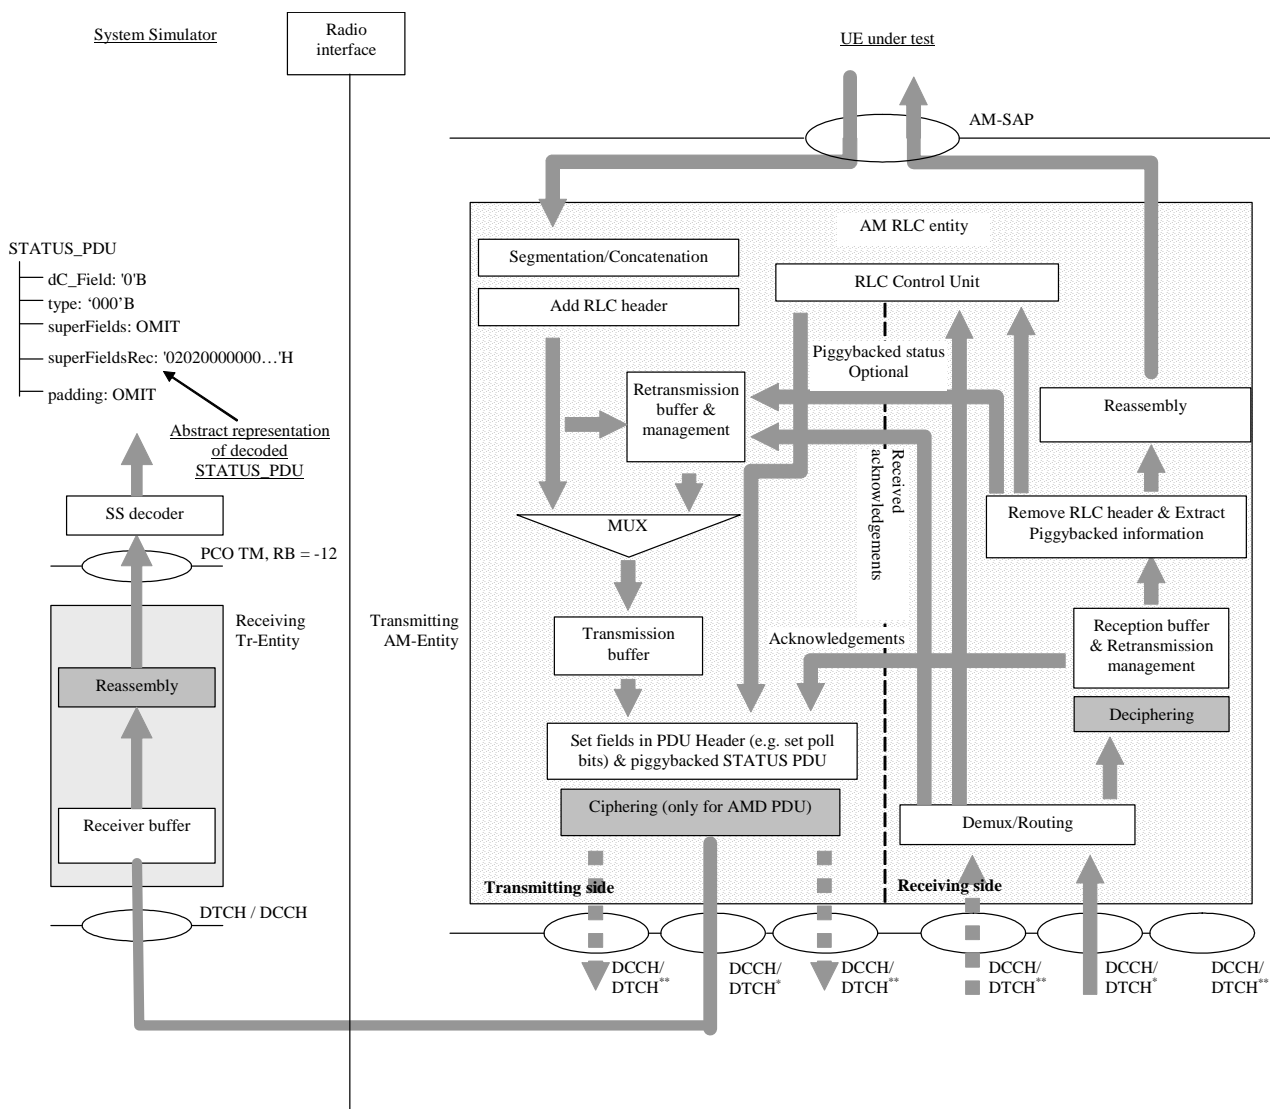 System Simulator
Radio
interface
UE under test
AM-SAP
STATUS_PDU
dC_Field: '0'B
type: ‘000’B
superFields: OMIT
superFieldsRec: '02020000000…'H
padding: OMIT
Abstract representation
of decoded
STATUS_PDU
SS decoder
PCO TM, RB = -12
Receiving
Tr-Entity
Reassembly
Receiver buffer
DTCH / DCCH
Transmitting
AM-Entity
AM RLC entity
Segmentation/Concatenation
Add RLC header
RLC Control Unit
Piggybacked status
Optional
Retransmission
buffer &
management
Reassembly
Received
acknowledgements
MUX
Remove RLC header & Extract
Piggybacked information
Transmission
buffer
Acknowledgements
Reception buffer
& Retransmission
management
Deciphering
Set fields in PDU Header (e.g. set poll
bits) & piggybacked STATUS PDU
Ciphering (only for AMD PDU)
Demux/Routing
Transmitting side
Receiving side
DCCH/
DTCH**
DCCH/
DTCH*
DCCH/
DTCH**
DCCH/
DTCH**
DCCH/
DTCH*
DCCH/
DTCH**